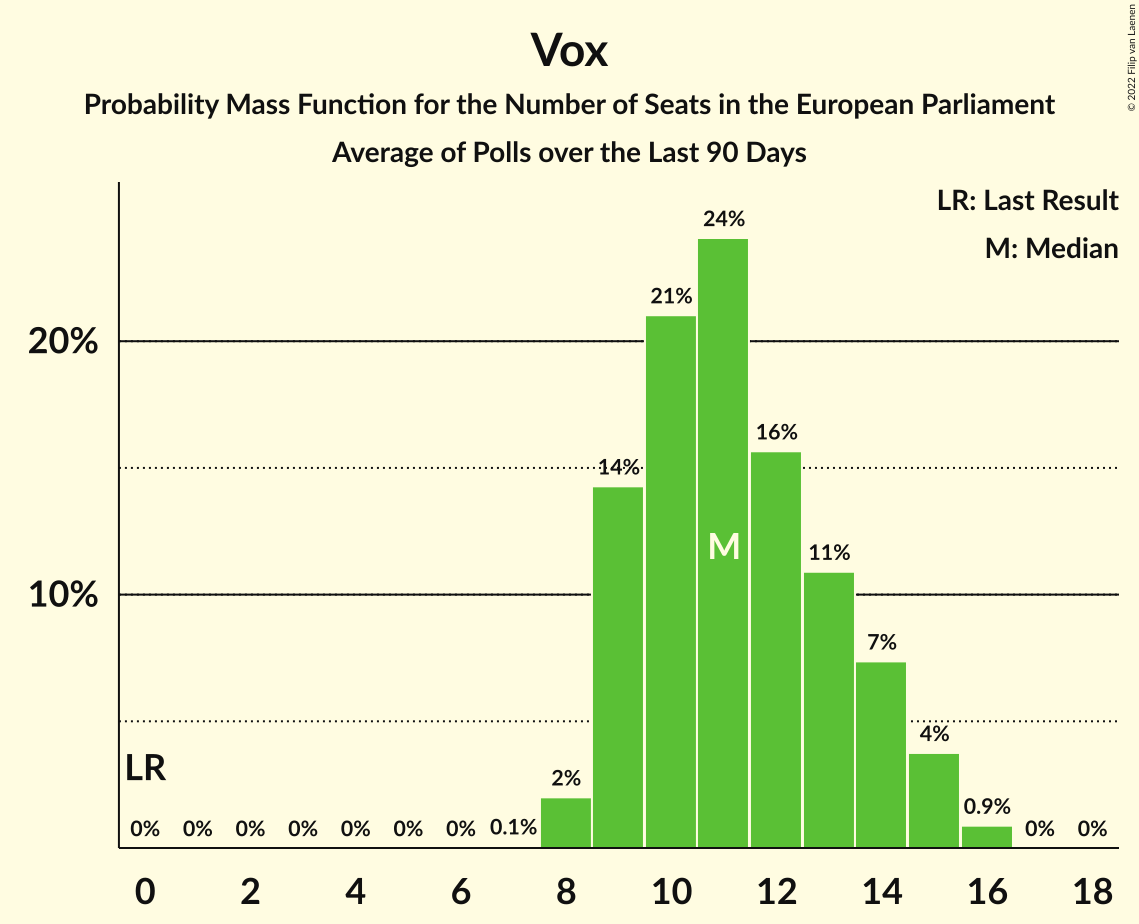 Vox
Probability Mass Function for the Number of Seats in the European Parliament
Average of Polls over the Last 90 Days
© 2022 Filip van Laenen
LR: Last Result
M: Median
24%
21%
20%
16%
14%
M
11%
10%
7%
4%
LR
2%
0% 0% 0% 0% 0% 0% 0% 0.1% 0.9% 0% 0%
0 2 4 6 8 10 12 14 16 18